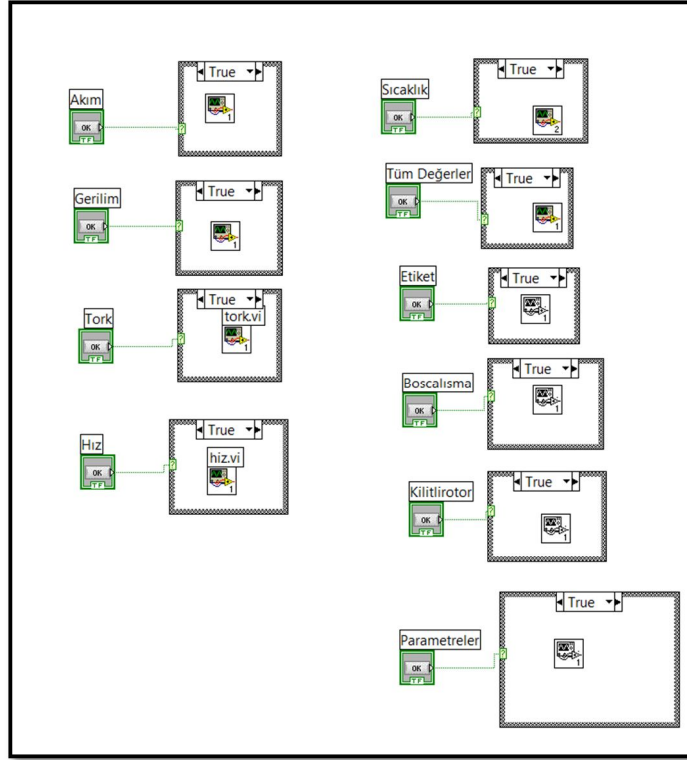 Akım
OK
TF
True
1
Gerilim
OK
TF
True
1
Tork
OK
TF
True
tork.vi
1
Hız
OK
TF
True
hiz.vi
1
Sıcaklık
OK
TF
True
2
Tüm Değerler
OK
TF
True
1
Etiket
OK
TF
True
1
Boscalısma
OK
TF
True
1
Kilitlirotor
OK
TF
True
1
Parametreler
OK
TF
True
1